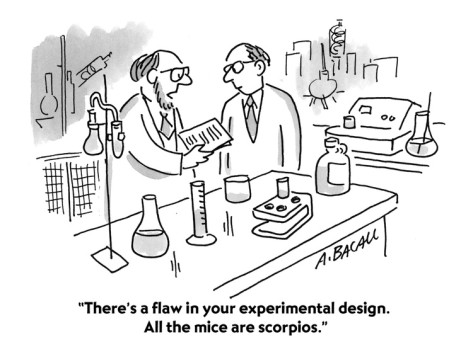 A. BACALL
"There's a flaw in your experimental design.
All the mice are scorpios."